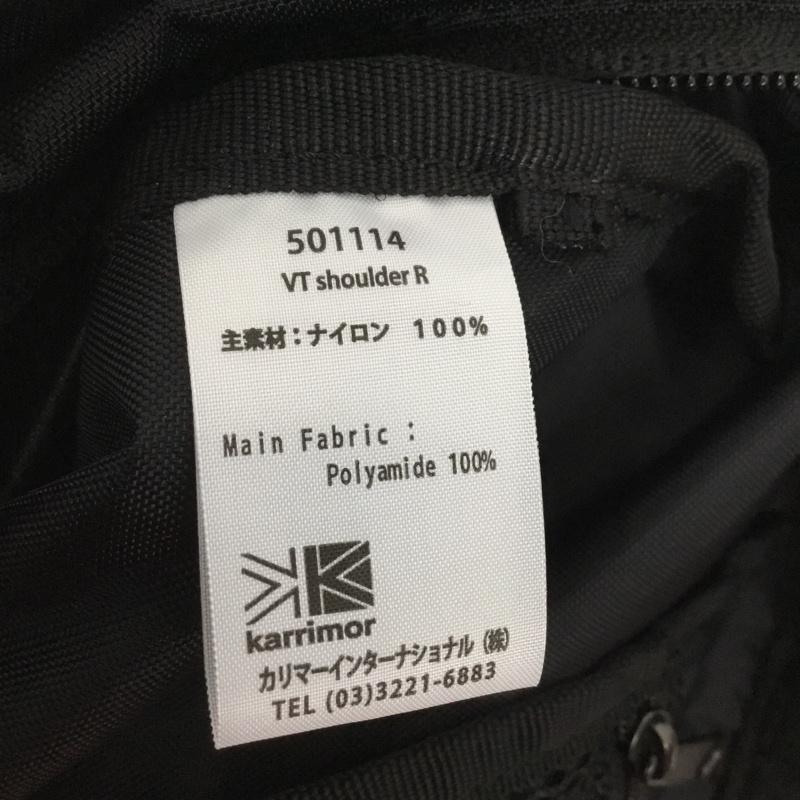 501114
VT shoulder R
主素材：ナイロン 100%
Main Fabric :
Polyamide 100%
karrimor
カリマーインターナショナル（株）
TEL (03)3221-6883